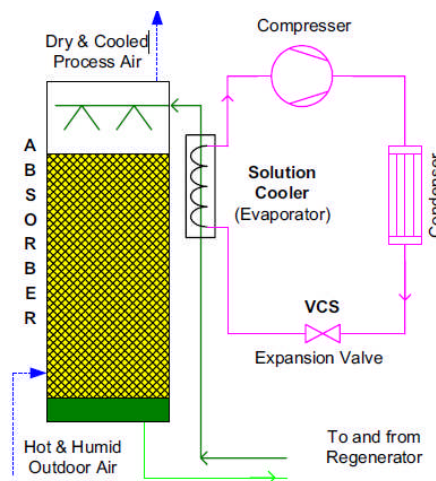 Dry & Cooled
Process Air
Compresser
ABSORBER
Solution
Cooler
(Evaporator)
Condenser
VCS
Expansion Valve
Hot & Humid
Outdoor Air
To and from
Regenerator